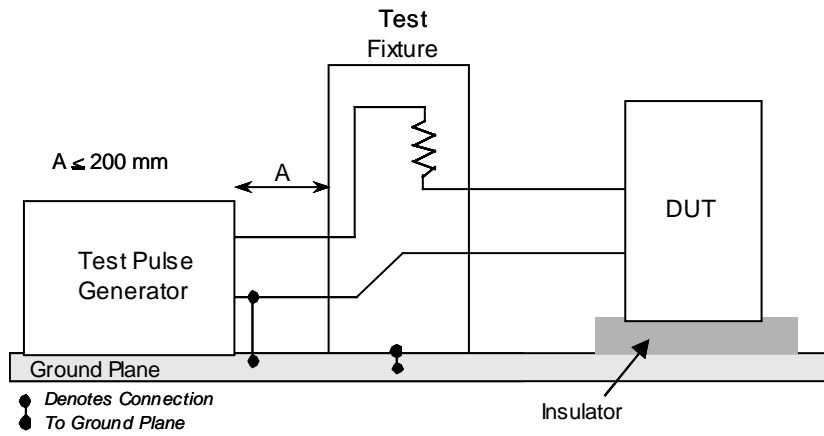 Test
Fixture
A ≤ 200 mm
A
DUT
Test Pulse
Generator
Ground Plane
Denotes Connection
To Ground Plane
Insulator